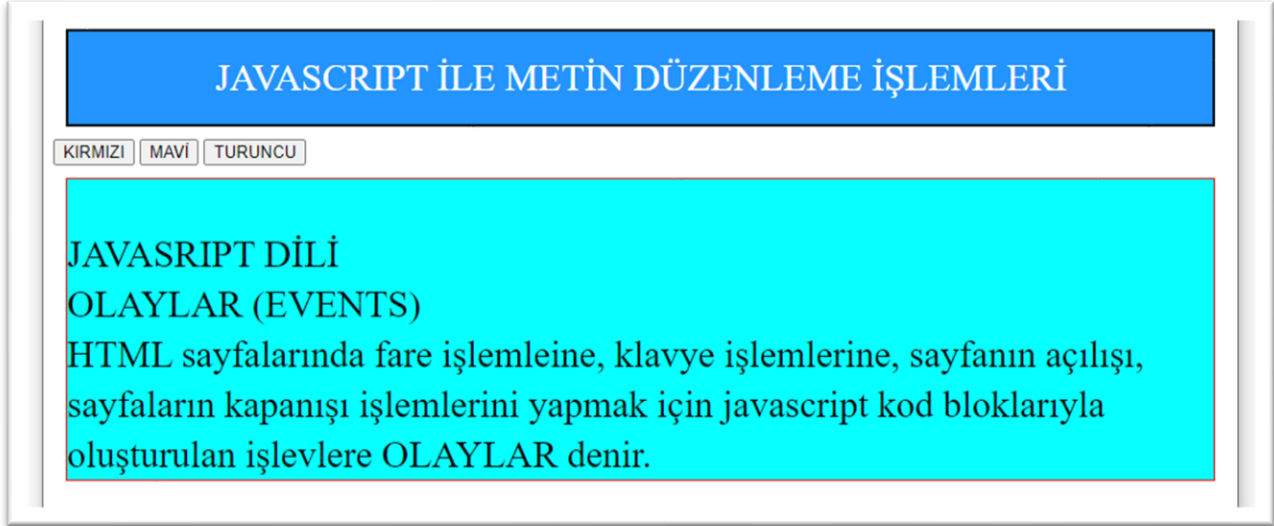 JAVASCRIPT İLE METİN DÜZENLEME İŞLEMLERİ
KIRMIZI MAVİ TURUNCU
JAVASRIPT DİLİ
OLAYLAR (EVENTS)
HTML sayfalarında fare işlemleine, klavye işlemlerine, sayfanın açılışı,
sayfaların kapanışı işlemlerini yapmak için javascript kod bloklarıyla
oluşturulan işlevlere OLAYLAR denir.